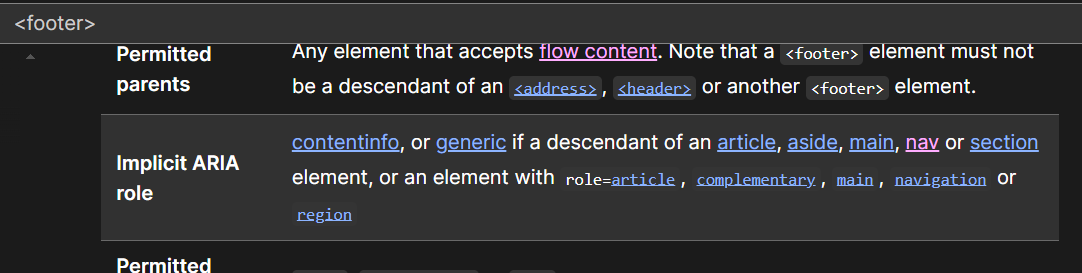 <footer>
Permitted parents
Any element that accepts flow content. Note that a <footer> element must not
be a descendant of an <address>, <header> or another <footer> element.
Implicit ARIA role
contentinfo, or generic if a descendant of an article, aside, main, nav or section
element, or an element with role=article, complementary, main, navigation or
region
Permitted